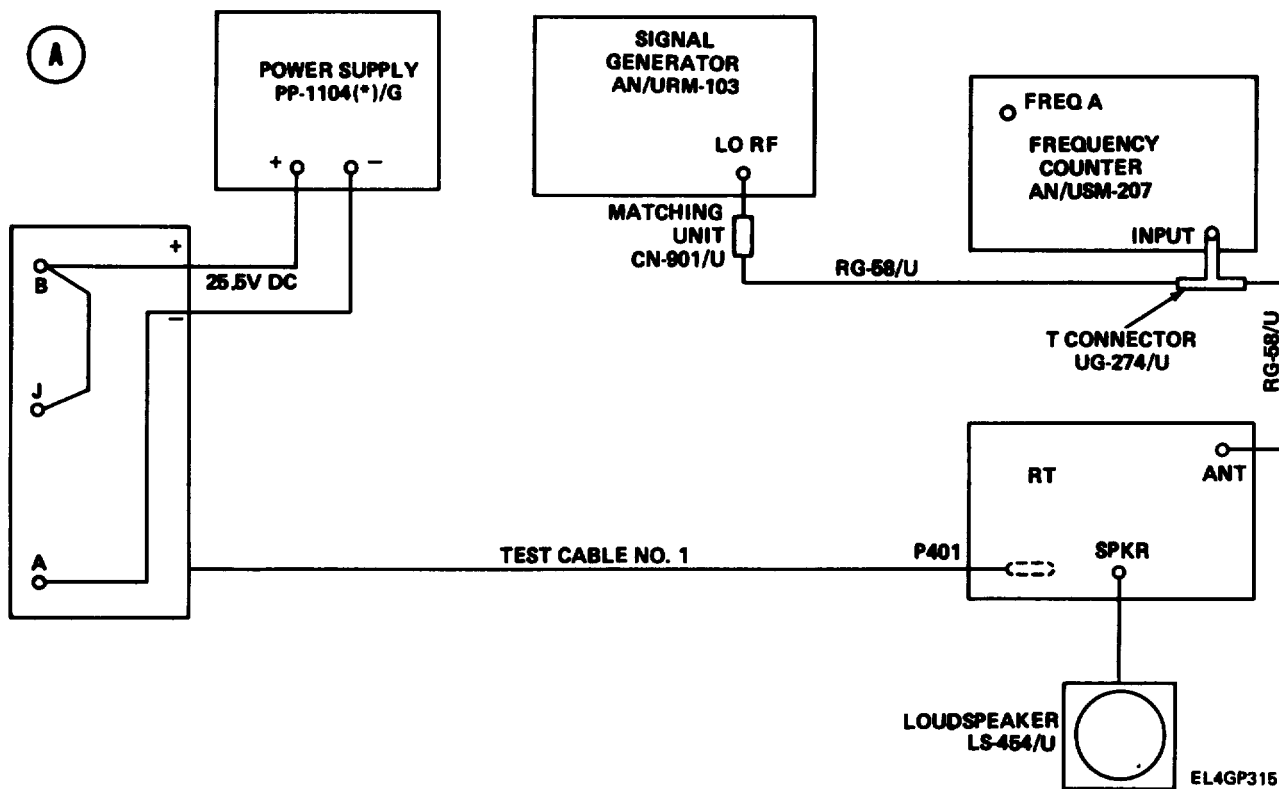 A
POWER SUPPLY
PP-1104(*)/G
+
−
SIGNAL
GENERATOR
AN/URM-103
LO RF
MATCHING
UNIT
CN-901/U
RG-58/U
FREQ A
FREQUENCY
COUNTER
AN/USM-207
INPUT
T CONNECTOR
UG-274/U
RG-58/U
+
B
25.5V DC
−
J
A
TEST CABLE NO. 1
P401
RT
ANT
SPKR
LOUDSPEAKER
LS-454/U
EL4GP315